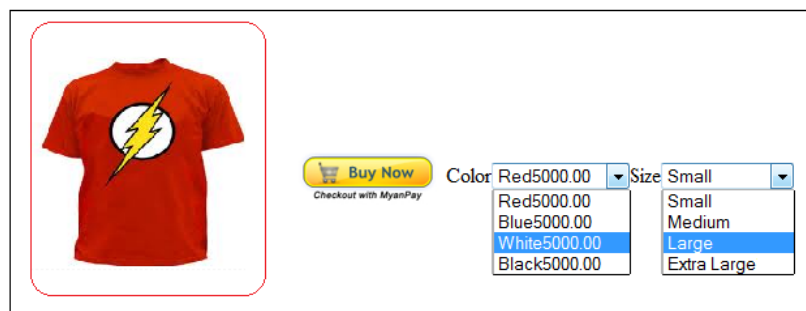 Buy Now
Checkout with MyanPay
Color Red5000.00 Size Small
Red5000.00 Small
Blue5000.00 Medium
White5000.00 Large
Black5000.00 Extra Large